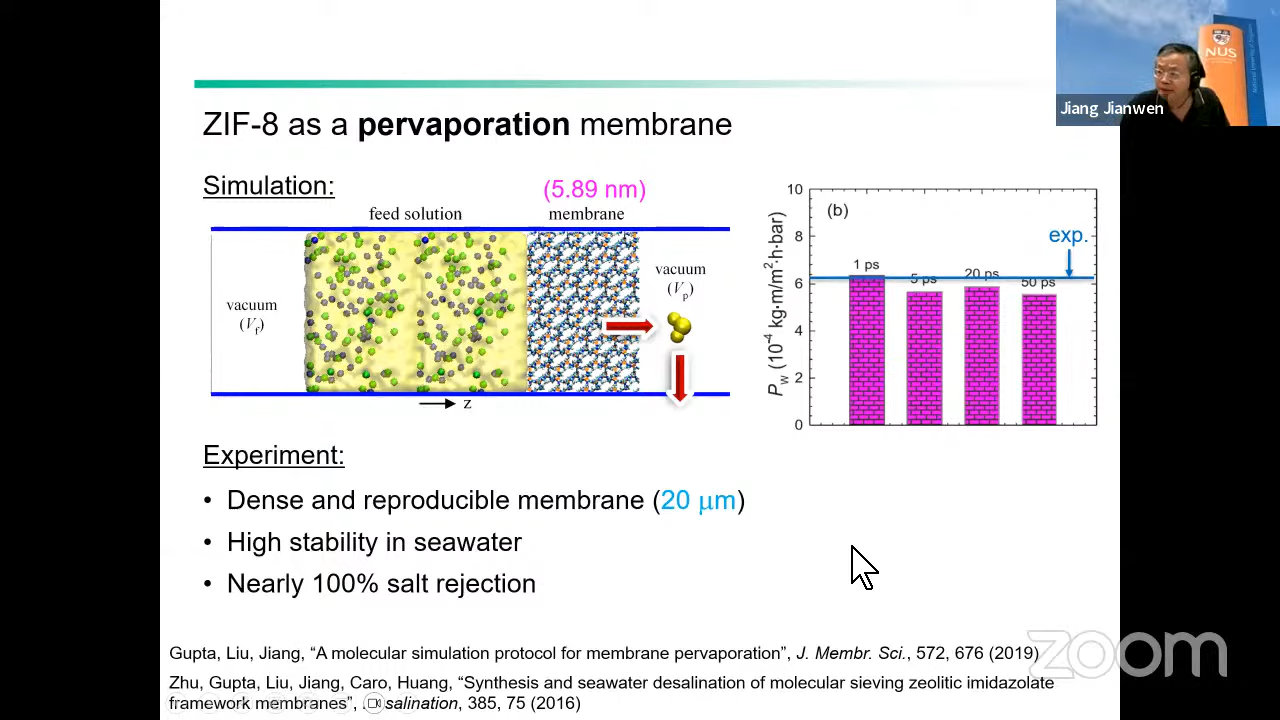 NUS
Jiang Jianwen
ZIF-8 as a pervaporation membrane
Simulation:
(5.89 nm)
feed solution
membrane
vacuum
(Vf)
vacuum
(Vp)
z
(b)
exp.
1 ps
5 ps
20 ps
50 ps
10
8
6
4
2
0
Pw (10-4 kg·m/m2·h·bar)
Experiment:
• Dense and reproducible membrane (20 μm)
• High stability in seawater
• Nearly 100% salt rejection
Gupta, Liu, Jiang, “A molecular simulation protocol for membrane pervaporation”, J. Membr. Sci., 572, 676 (2019)
Zhu, Gupta, Liu, Jiang, Caro, Huang, “Synthesis and seawater desalination of molecular sieving zeolitic imidazolate
framework membranes”, salination, 385, 75 (2016)
zoom